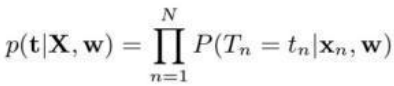 p(𝐭|𝐗, 𝐰) = ∏_{n=1}^{N} P(T_n = t_n|𝐱_n, 𝐰)